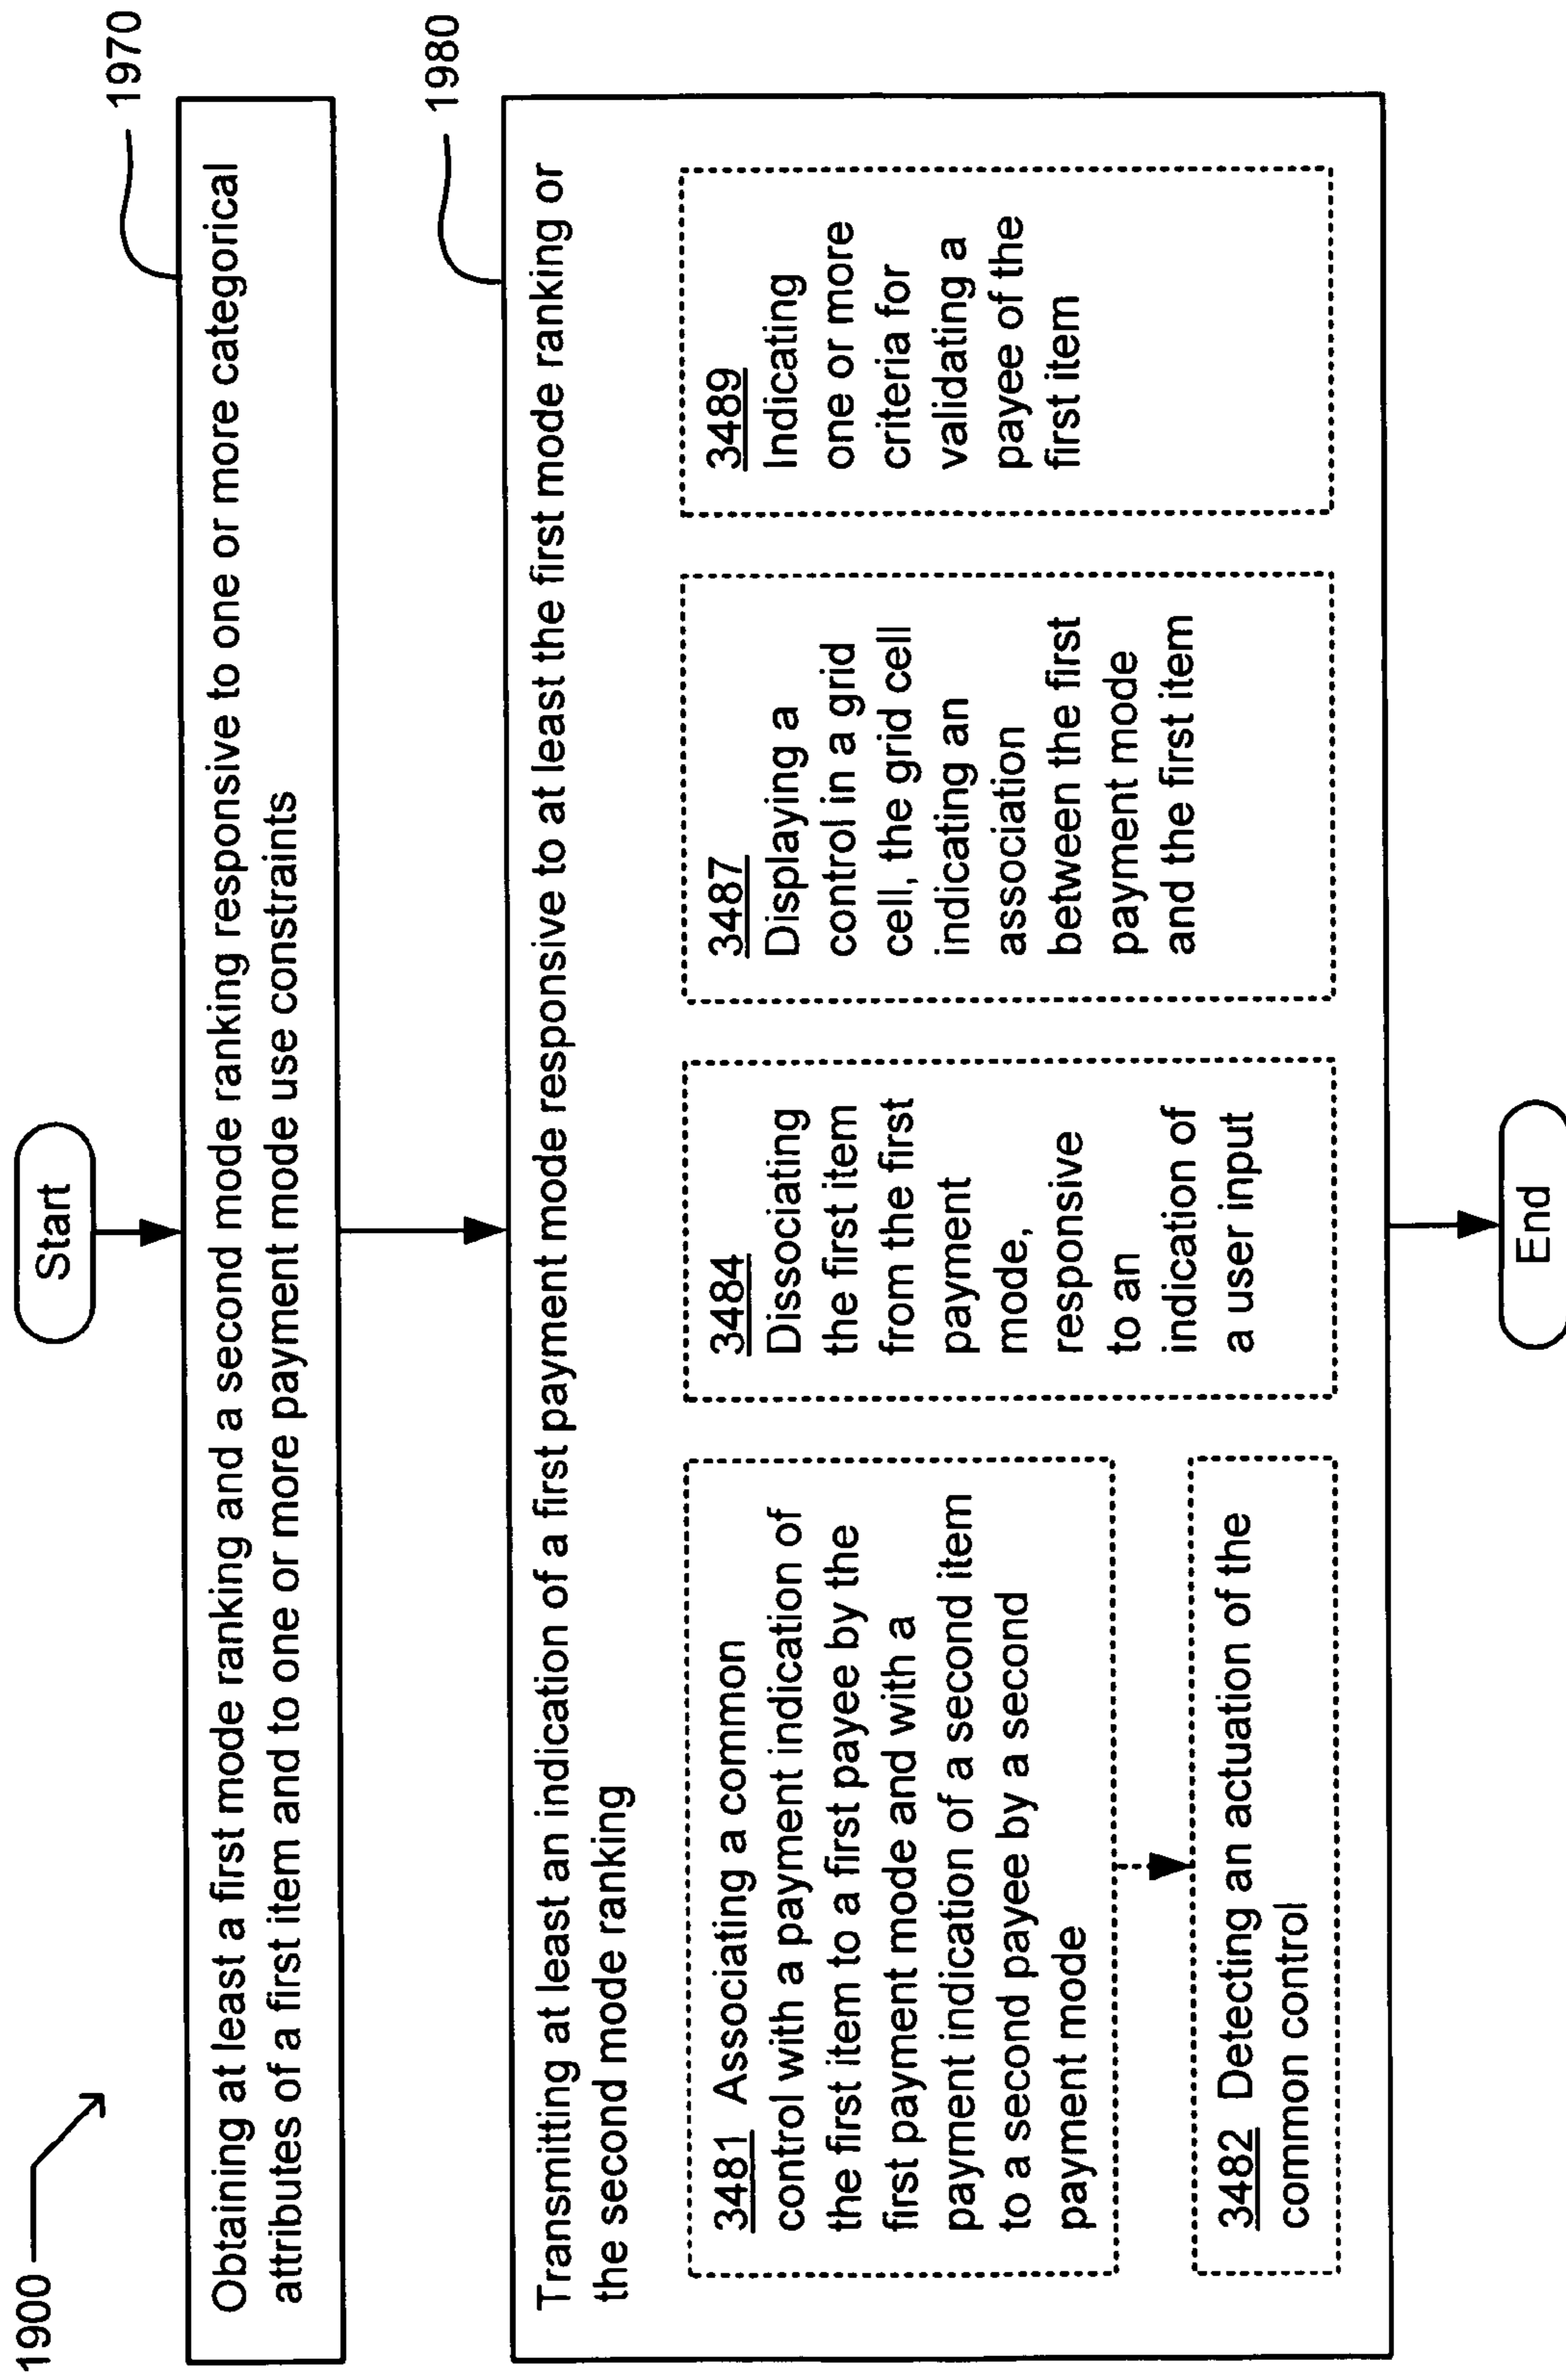 1900
Start
1970
Obtaining at least a first mode ranking and a second mode ranking responsive to one or more categorical
attributes of a first item and to one or more payment mode use constraints
1980
Transmitting at least an indication of a first payment mode responsive to at least the first mode ranking or
the second mode ranking
3481 Associating a common
control with a payment indication of
the first item to a first payee by the
first payment mode and with a
payment indication of a second item
to a second payee by a second
payment mode
3482 Detecting an actuation of the
common control
3484
Dissociating
the first item
from the first
payment
mode,
responsive
to an
indication of
a user input
3487
Displaying a
control in a grid
cell, the grid cell
indicating an
association
between the first
payment mode
and the first item
3489
Indicating
one or more
criteria for
validating a
payee of the
first item
End